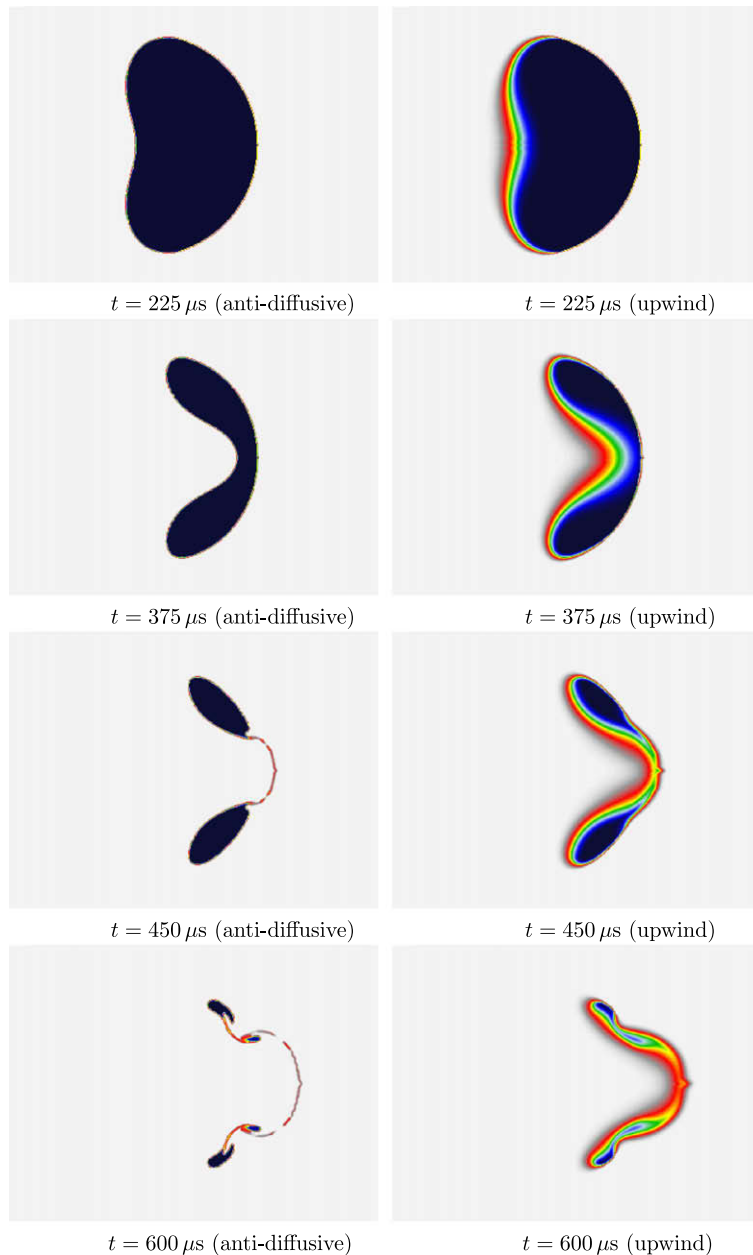 t = 225 μs (anti-diffusive)
t = 225 μs (upwind)
t = 375 μs (anti-diffusive)
t = 375 μs (upwind)
t = 450 μs (anti-diffusive)
t = 450 μs (upwind)
t = 600 μs (anti-diffusive)
t = 600 μs (upwind)